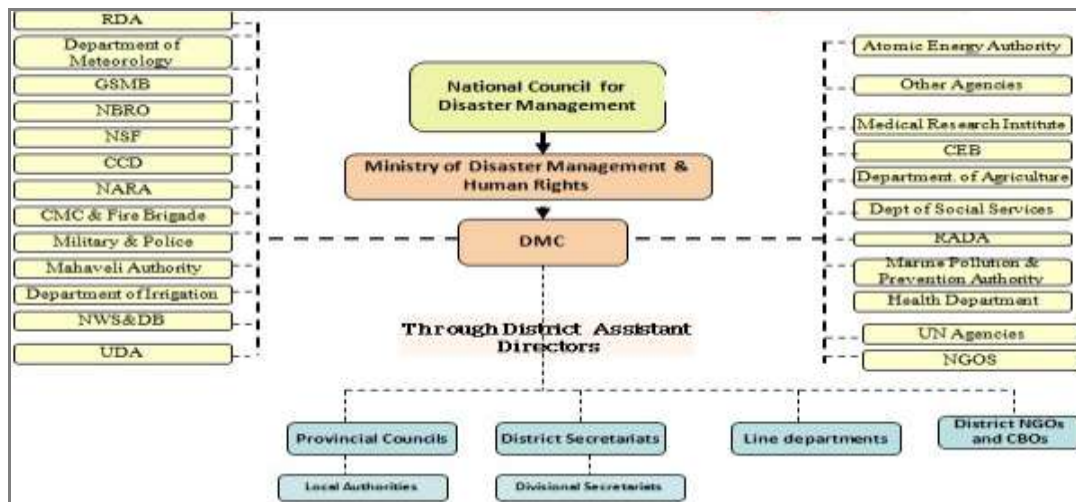 RDA
Department of
Meteorology
GSMB
NBRO
NSF
CCD
NARA
CMC & Fire Brigade
Military & Police
Mahaveli Authority
Department of Irrigation
NWS&DB
UDA
National Council for
Disaster Management
Ministry of Disaster Management &
Human Rights
DMC
Through District Assistant
Directors
Atomic Energy Authority
Other Agencies
Medical Research Institute
CEB
Department. of Agriculture
Dept of Social Services
RADA
Marine Pollution &
Prevention Authority
Health Department
UN Agencies
NGOS
Provincial Councils
District Secretariats
Line departments
District NGOs
and CBOs
Local Authorities
Divisional Secretariats